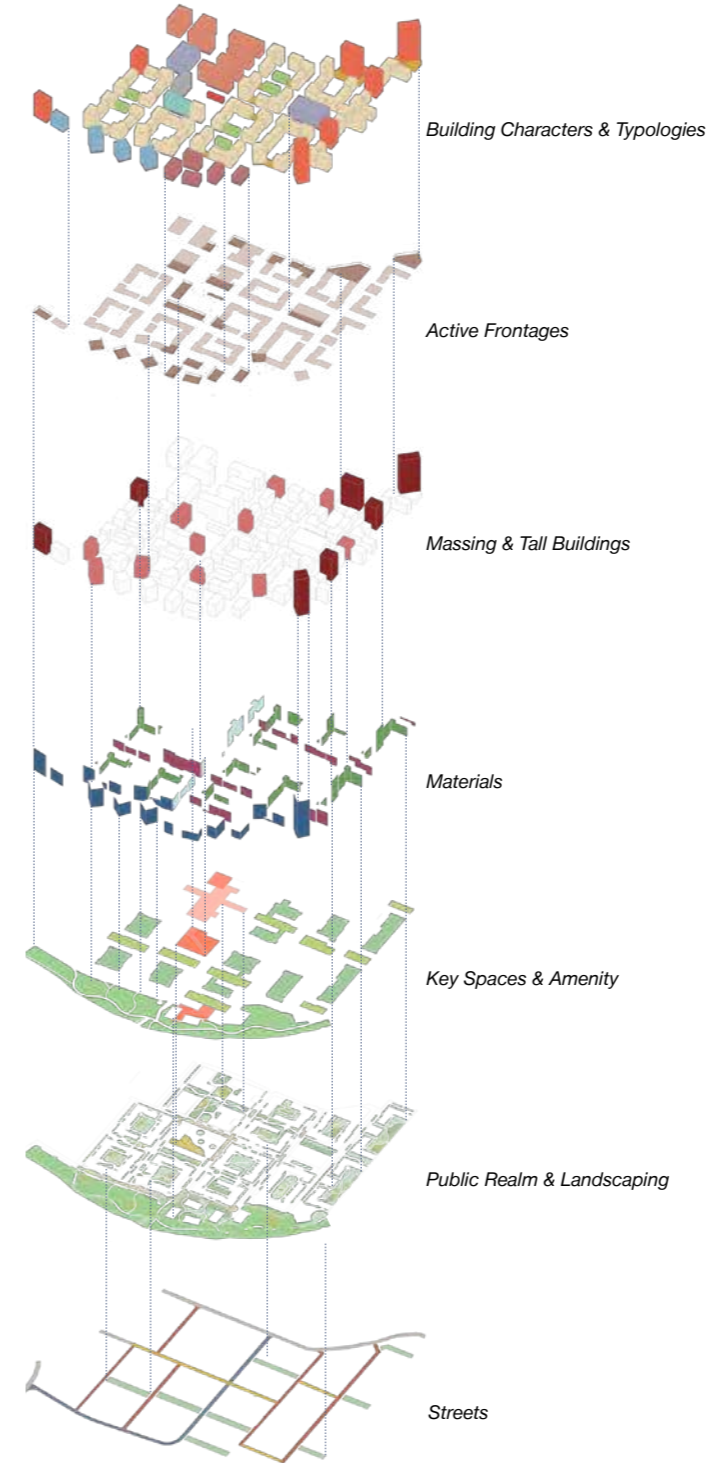 Building Characters & Typologies
Active Frontages
Massing & Tall Buildings
Materials
Key Spaces & Amenity
Public Realm & Landscaping
Streets